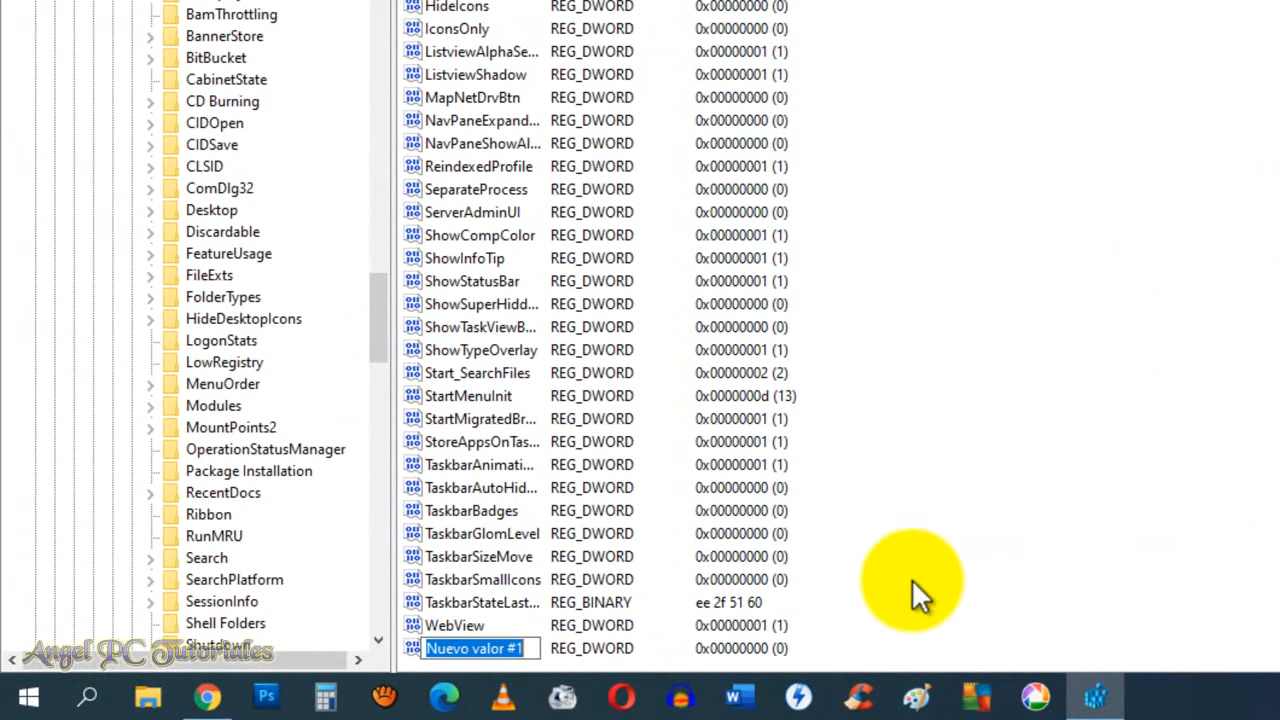 BamThrottling
BannerStore
BitBucket
CabinetState
CD Burning
CIDOpen
CIDSave
CLSID
ComDlg32
Desktop
Discardable
FeatureUsage
FileExts
FolderTypes
HideDesktopIcons
LogonStats
LowRegistry
MenuOrder
Modules
MountPoints2
OperationStatusManager
Package Installation
RecentDocs
Ribbon
RunMRU
Search
SearchPlatform
SessionInfo
Shell Folders
Shutdown
Angel PC Tutoriales
HideIcons REG_DWORD 0x00000000 (0)
IconsOnly REG_DWORD 0x00000000 (0)
ListviewAlphaSe... REG_DWORD 0x00000001 (1)
ListviewShadow REG_DWORD 0x00000001 (1)
MapNetDrvBtn REG_DWORD 0x00000000 (0)
NavPaneExpand... REG_DWORD 0x00000000 (0)
NavPaneShowAl... REG_DWORD 0x00000000 (0)
ReindexedProfile REG_DWORD 0x00000001 (1)
SeparateProcess REG_DWORD 0x00000000 (0)
ServerAdminUI REG_DWORD 0x00000000 (0)
ShowCompColor REG_DWORD 0x00000001 (1)
ShowInfoTip REG_DWORD 0x00000001 (1)
ShowStatusBar REG_DWORD 0x00000001 (1)
ShowSuperHidd... REG_DWORD 0x00000000 (0)
ShowTaskViewB... REG_DWORD 0x00000000 (0)
ShowTypeOverlay REG_DWORD 0x00000001 (1)
Start_SearchFiles REG_DWORD 0x00000002 (2)
StartMenuInit REG_DWORD 0x0000000d (13)
StartMigratedBr... REG_DWORD 0x00000001 (1)
StoreAppsOnTas... REG_DWORD 0x00000001 (1)
TaskbarAnimati... REG_DWORD 0x00000001 (1)
TaskbarAutoHid... REG_DWORD 0x00000000 (0)
TaskbarBadges REG_DWORD 0x00000000 (0)
TaskbarGlomLevel REG_DWORD 0x00000000 (0)
TaskbarSizeMove REG_DWORD 0x00000000 (0)
TaskbarSmallIcons REG_DWORD 0x00000000 (0)
TaskbarStateLast... REG_BINARY ee 2f 51 60
WebView REG_DWORD 0x00000001 (1)
Nuevo valor #1 REG_DWORD 0x00000000 (0)
Ps
W